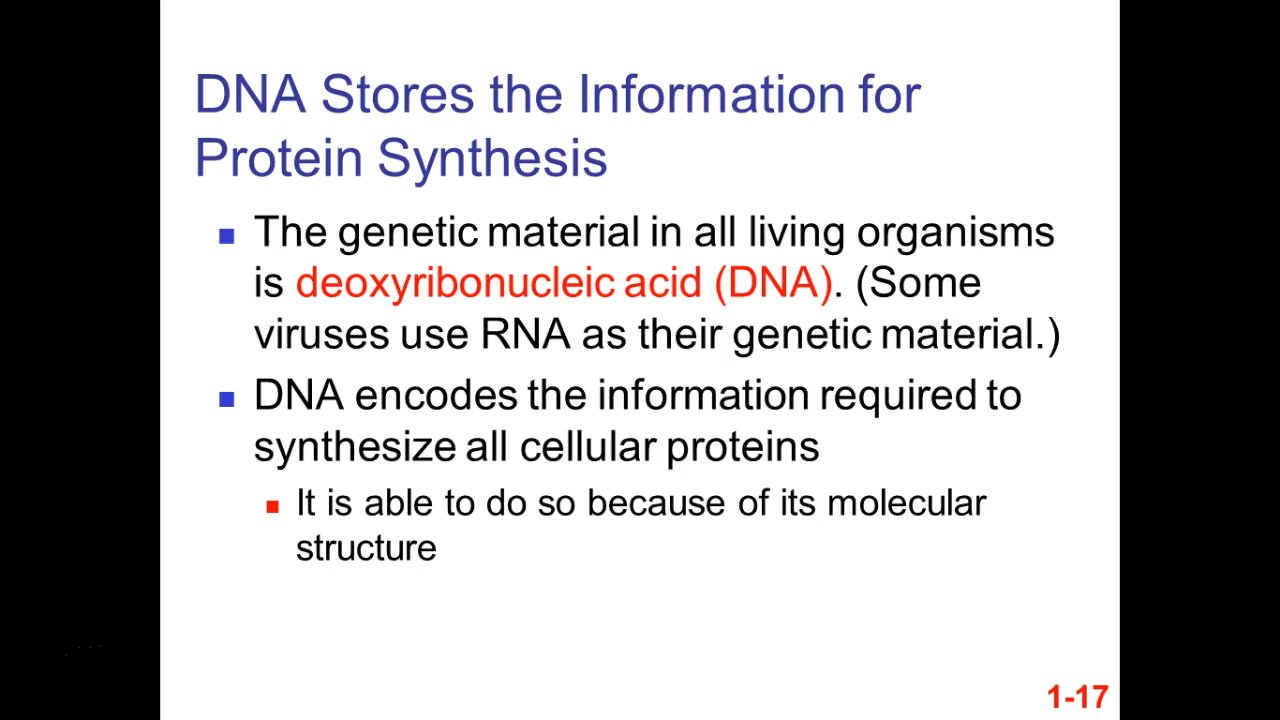 DNA Stores the Information for
Protein Synthesis
The genetic material in all living organisms
is deoxyribonucleic acid (DNA). (Some
viruses use RNA as their genetic material.)
DNA encodes the information required to
synthesize all cellular proteins
It is able to do so because of its molecular
structure
1-17